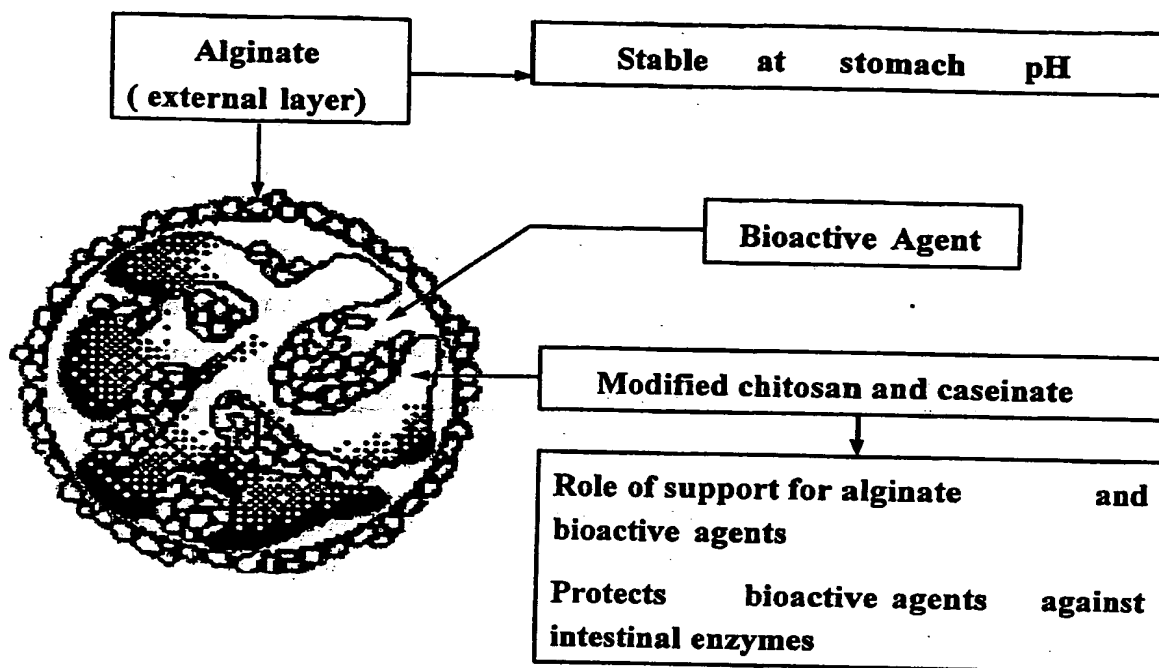 Alginate
( external layer)
Stable at stomach pH
Bioactive Agent
Modified chitosan and caseinate
Role of support for alginate and
bioactive agents
Protects bioactive agents against
intestinal enzymes